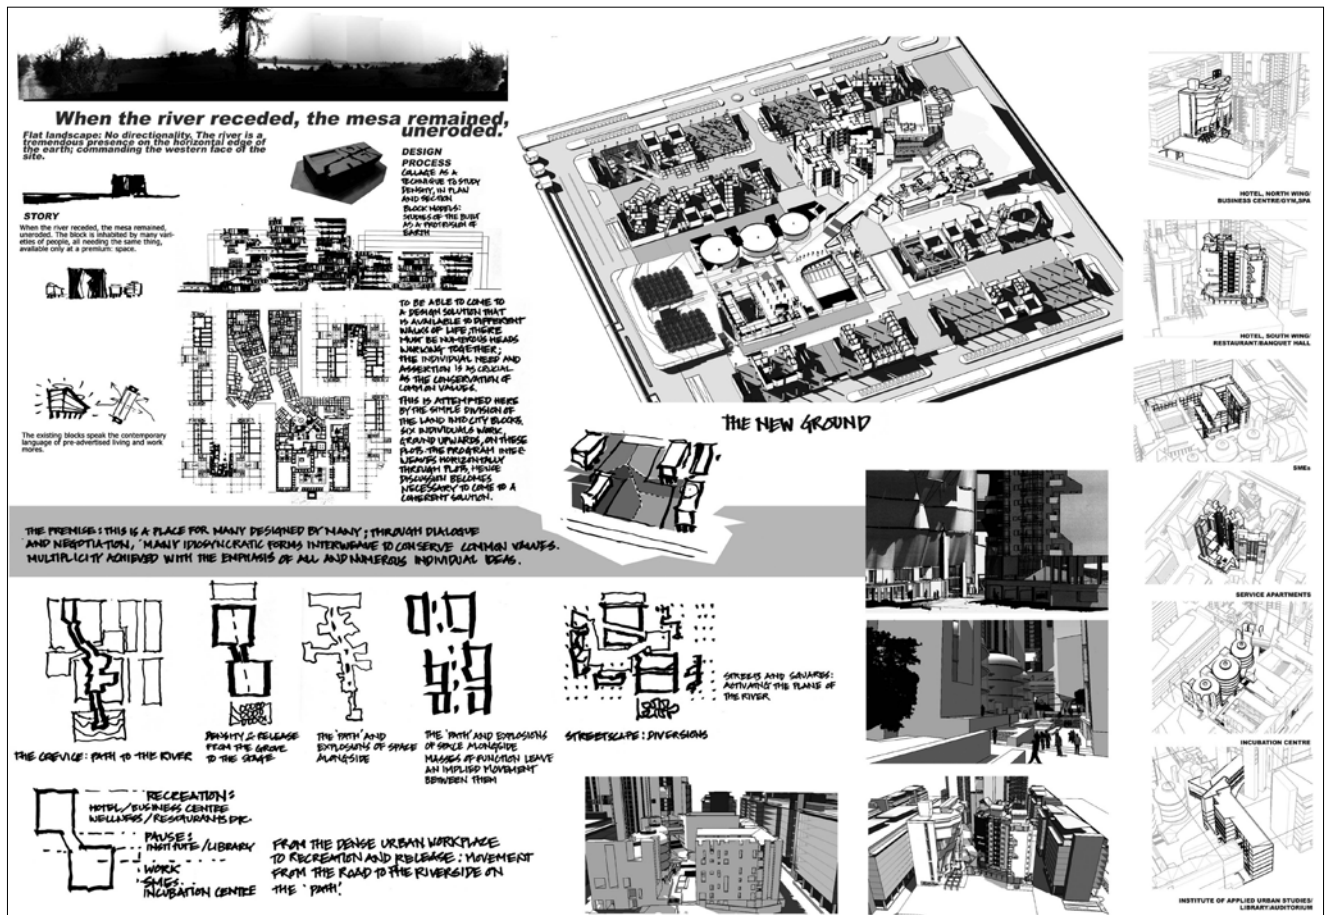 When the river receded, the mesa remained,
uneroded.
Flat landscape: No directionality. The river is a
tremendous presence on the horizontal edge of
the earth; commanding the western face of the
site.
DESIGN
PROCESS
COLLAGE AS A
TECHNIQUE TO STUDY
DENSITY, IN PLAN
AND SECTION
BLOCK MODELS:
STUDIES OF THE BUILT
AS A PROTRUSION OF
EARTH
STORY
When the river receded, the mesa remained,
uneroded. The block is inhabited by many vari-
eties of people, all needing the same thing,
available only at a premium: space.
The existing blocks speak the contemporary
language of pre-advertised living and work
mores.
TO BE ABLE TO COME TO
A DESIGN SOLUTION THAT
IS AVAILABLE TO DIFFERENT
WALKS OF LIFE, THERE
MUST BE NUMEROUS HEADS
WORKING TOGETHER;
THE INDIVIDUAL NEED AND
ASSERTION IS AS CRUCIAL
AS THE CONSERVATION OF
COMMON VALUES.
THIS IS ATTEMPTED HERE
BY THE SIMPLE DIVISION OF
THE LAND INTO CITY BLOCKS,
SIX INDIVIDUALS WORK,
GROUND UPWARDS, ON THESE
PLOTS. THE PROGRAM INTER-
WEAVES HORIZONTALLY
THROUGH PLOTS, HENCE
DISCUSSION BECOMES
NECESSARY TO COME TO A
COHERENT SOLUTION.
THE NEW GROUND
THE PREMISE: THIS IS A PLACE FOR MANY DESIGNED BY MANY; THROUGH DIALOGUE
AND NEGOTIATION, MANY IDIOSYNCRATIC FORMS INTERWEAVE TO CONSERVE COMMON VALUES.
MULTIPLICITY ACHIEVED WITH THE EMPHASIS OF ALL AND NUMEROUS INDIVIDUAL IDEAS.
THE CREVICE: PATH TO THE RIVER
DENSITY & RELEASE
FROM THE GROVE
TO THE
THE 'PATH' AND
EXPLOSIONS OF SPACE
ALONGSIDE
THE 'PATH' AND EXPLOSIONS
OF SPACE ALONGSIDE
MASSES OF FUNCTION LEAVE
AN IMPLIED MOVEMENT
BETWEEN THEM
STREETSCAPE: DIVERSIONS
STREETS AND SQUARES:
ACTIVATING THE PLANE OF
THE RIVER
RECREATION:
HOTEL/BUSINESS CENTRE
WELLNESS/RESTAURANTS ETC.
PAUSE:
INSTITUTE/LIBRARY
WORK
SMES
INCUBATION CENTRE
FROM THE DENSE URBAN WORKPLACE
TO RECREATION AND RELEASE: MOVEMENT
FROM THE ROAD TO THE RIVERSIDE ON
THE 'PATH'.
HOTEL, NORTH WING/
BUSINESS CENTRE/GYM,SPA
HOTEL, SOUTH WING/
RESTAURANT/BANQUET HALL
SMEs
SERVICE APARTMENTS
INCUBATION CENTRE
INSTITUTE OF APPLIED URBAN STUDIES/
LIBRARY/AUDITORIUM